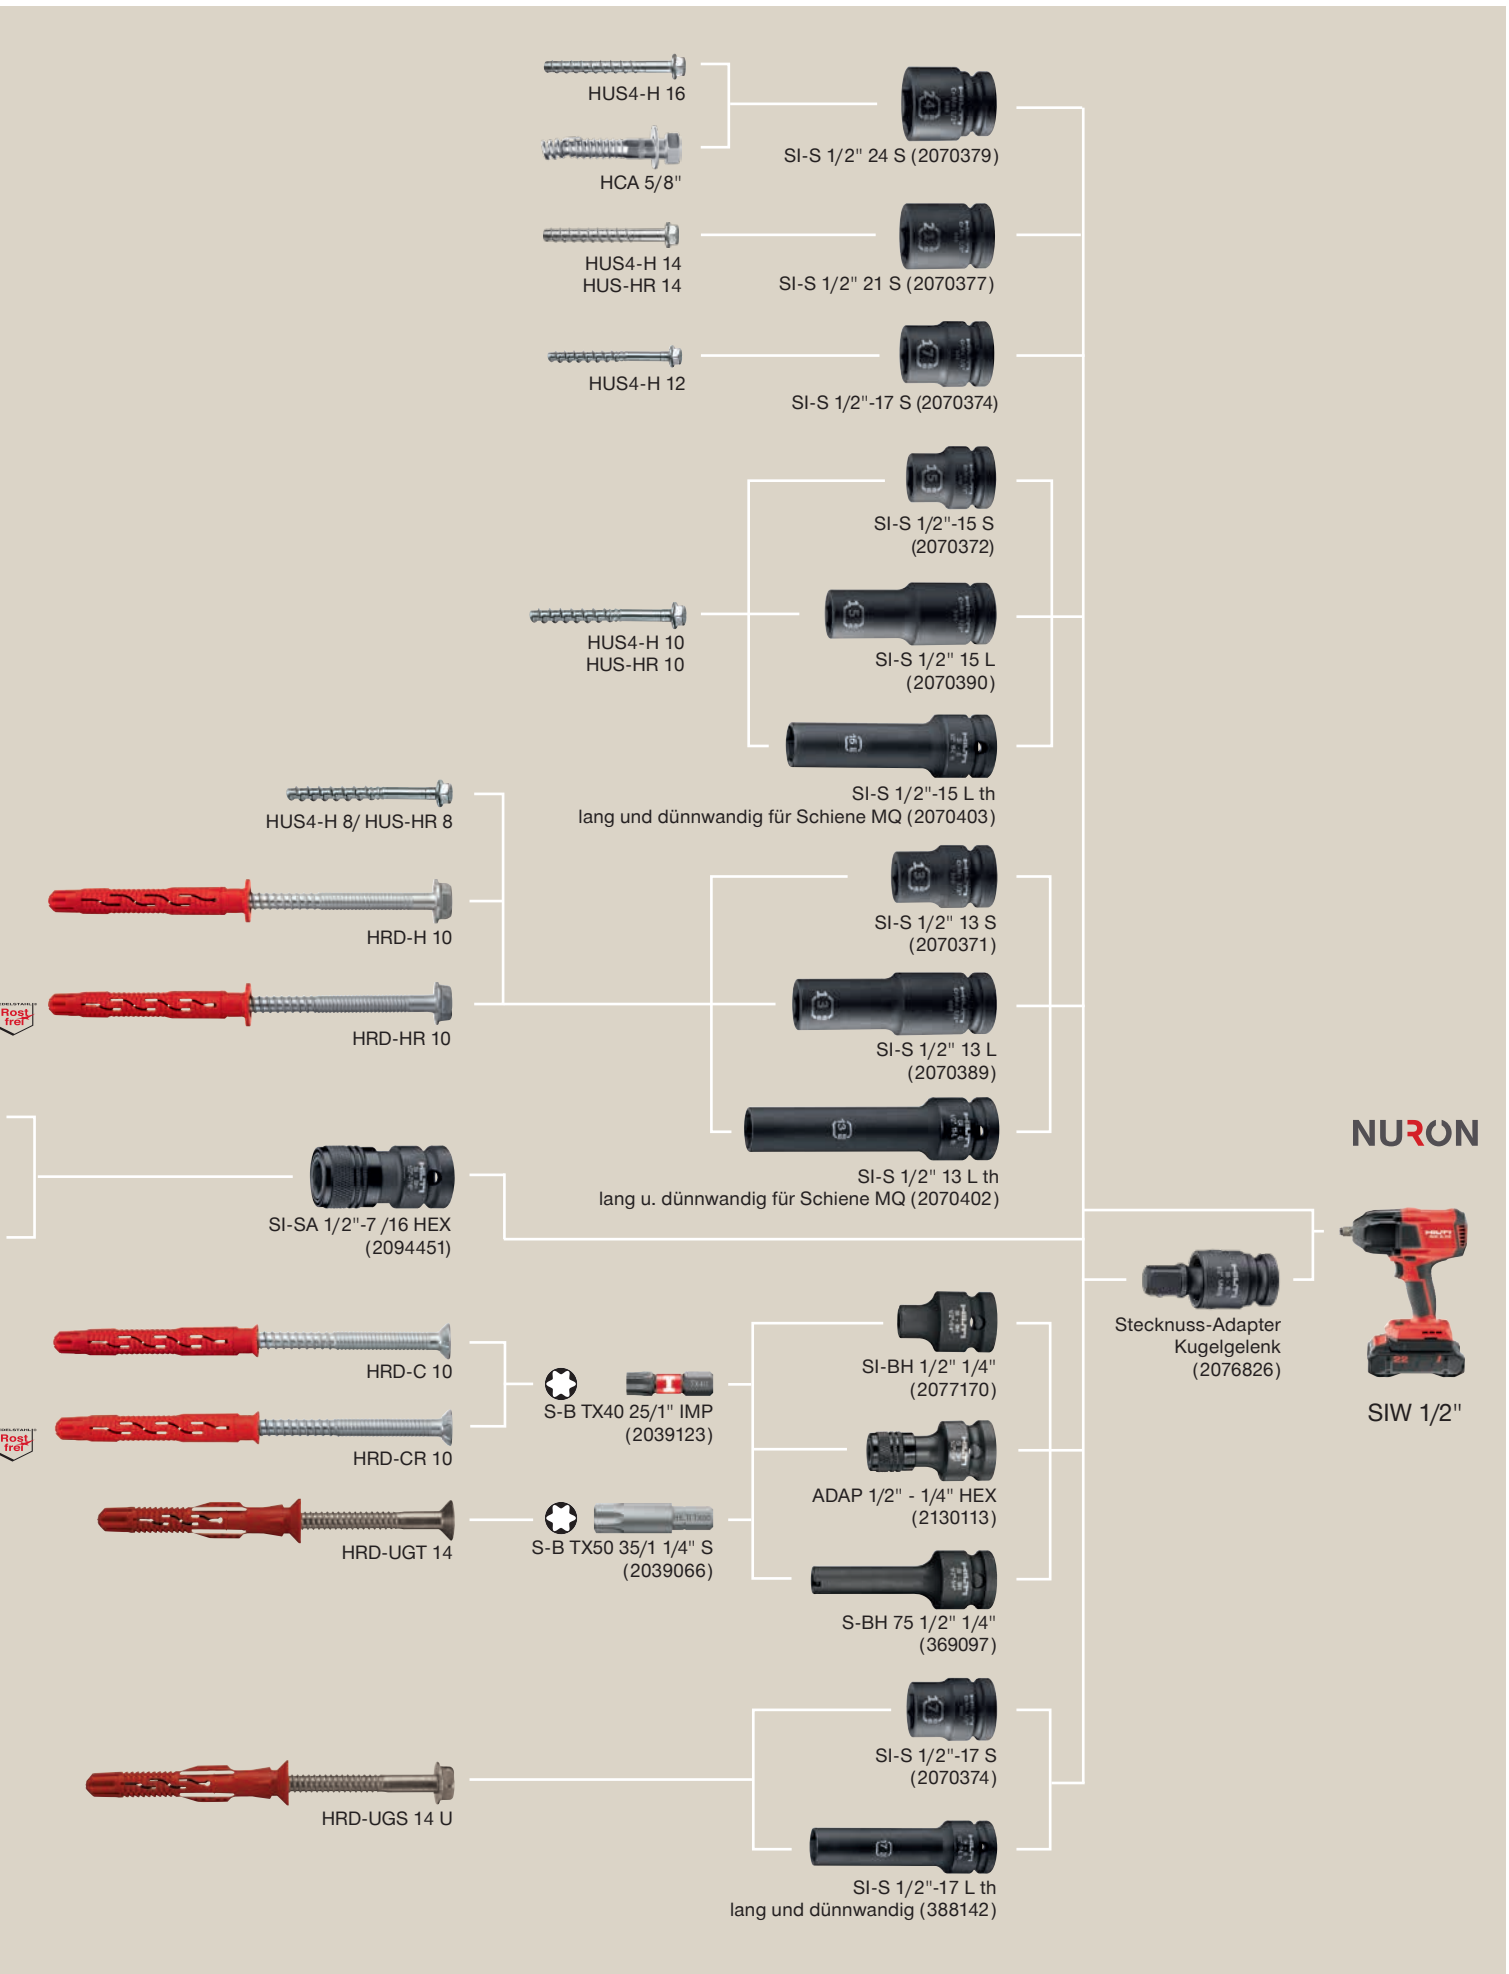 HUS4-H 16
HCA 5/8"
SI-S 1/2" 24 S (2070379)
HUS4-H 14
HUS-HR 14
SI-S 1/2" 21 S (2070377)
HUS4-H 12
SI-S 1/2"-17 S (2070374)
SI-S 1/2"-15 S
(2070372)
HUS4-H 10
HUS-HR 10
SI-S 1/2" 15 L
(2070390)
SI-S 1/2"-15 L th
lang und dünnwandig für Schiene MQ (2070403)
HUS4-H 8/ HUS-HR 8
HRD-H 10
SI-S 1/2" 13 S
(2070371)
Rost
frei
HRD-HR 10
SI-S 1/2" 13 L
(2070389)
SI-S 1/2" 13 L th
lang u. dünnwandig für Schiene MQ (2070402)
NURON
SI-SA 1/2"-7 /16 HEX
(2094451)
HILTI
22
Stecknuss-Adapter
Kugelgelenk
(2076826)
SIW 1/2"
HRD-C 10
SI-BH 1/2" 1/4"
(2077170)
TX40
S-B TX40 25/1" IMP
(2039123)
Rost
frei
HRD-CR 10
ADAP 1/2" - 1/4" HEX
(2130113)
HRD-UGT 14
S-B TX50 35/1 1/4" S
(2039066)
S-BH 75 1/2" 1/4"
(369097)
SI-S 1/2"-17 S
(2070374)
HRD-UGS 14 U
SI-S 1/2"-17 L th
lang und dünnwandig (388142)